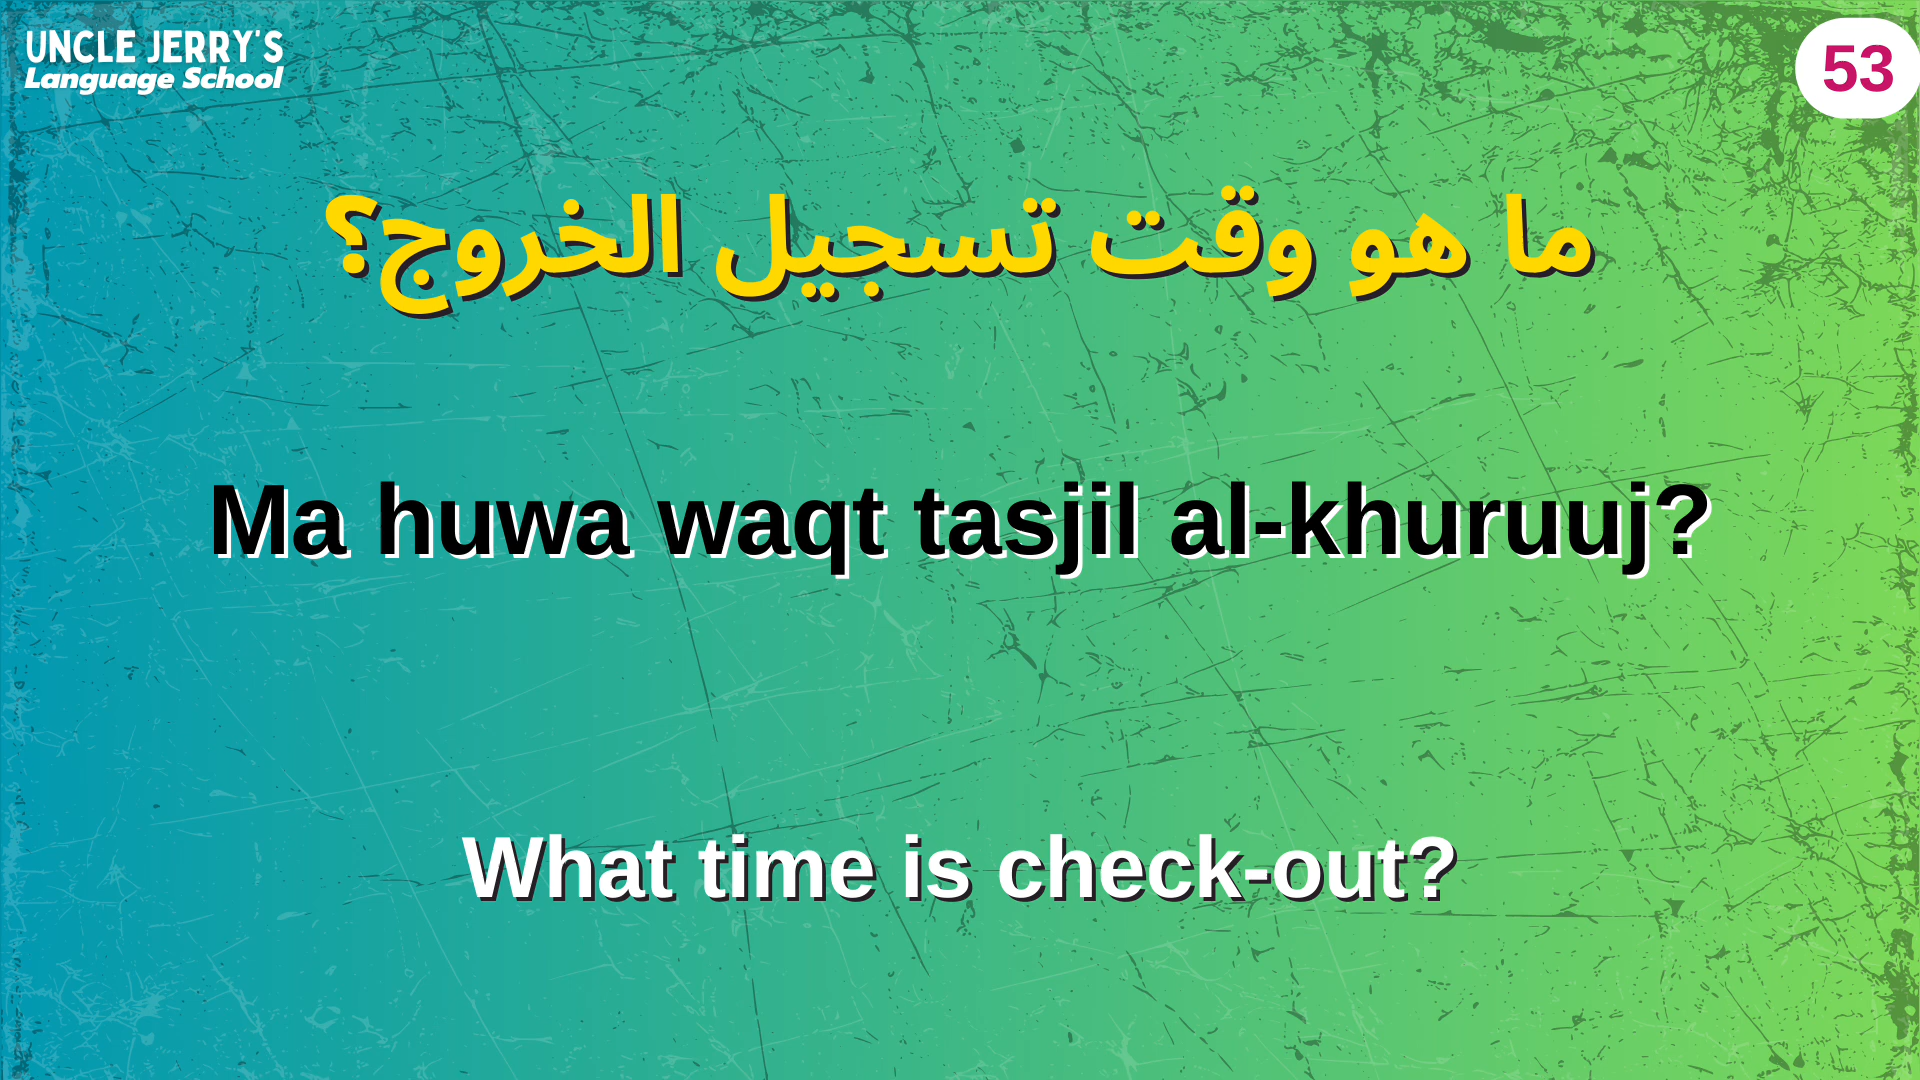 UNCLE JERRY'S
Language School
53
ما هو وقت تسجيل الخروج؟
Ma huwa waqt tasjil al-khuruuj?
What time is check-out?